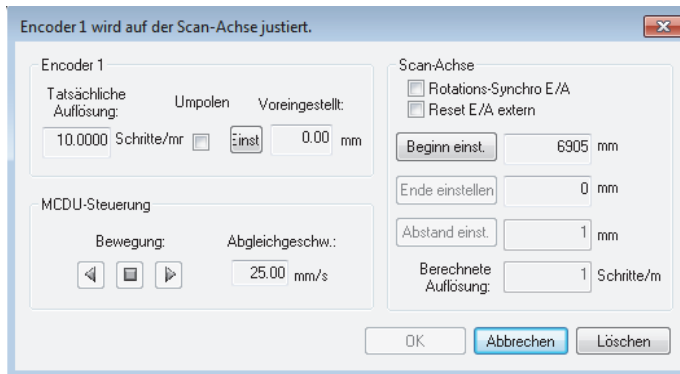 Encoder 1 wird auf der Scan-Achse justiert.
Encoder 1
Tatsächliche
Auflösung:
Umpolen
Voreingestellt:
10.0000 Schritte/mr
Einst
0.00 mm
MCDU-Steuerung
Bewegung:
Abgleichgeschw.:
25.00 mm/s
Scan-Achse
Rotations-Synchro E/A
Reset E/A extern
Beginn einst. 6905 mm
Ende einstellen 0 mm
Abstand einst. 1 mm
Berechnete
Auflösung:
1 Schritte/m
OK Abbrechen Löschen